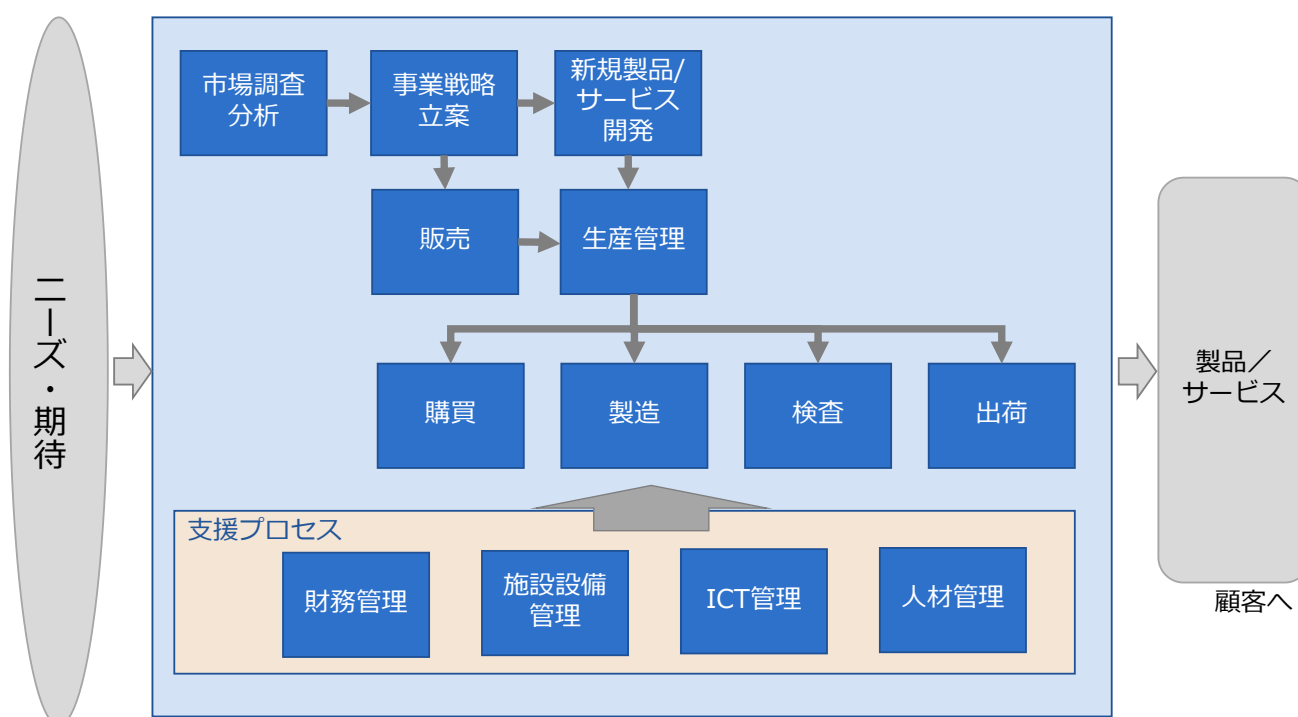 市場調査
分析
事業戦略
立案
新規製品/
サービス
開発
販売
生産管理
ニーズ・期待
購買
製造
検査
出荷
製品／
サービス
支援プロセス
財務管理
施設設備
管理
ICT管理
人材管理
顧客へ